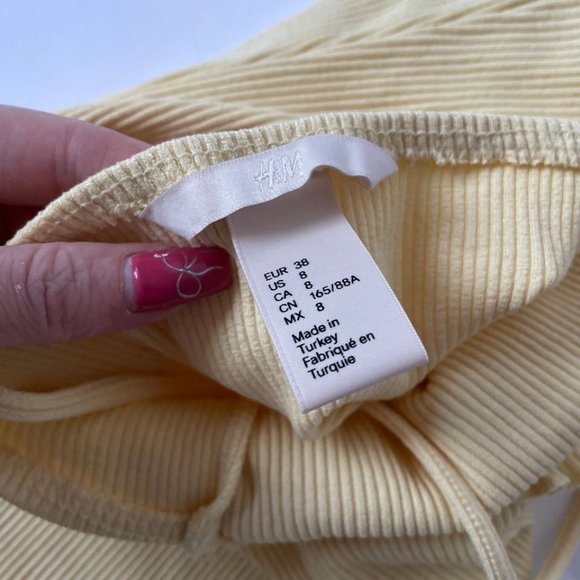 H&M
EUR 38
US 8
CA 8
CN 165/88A
MX 8
Made in
Turkey
Fabriqué en
Turquie